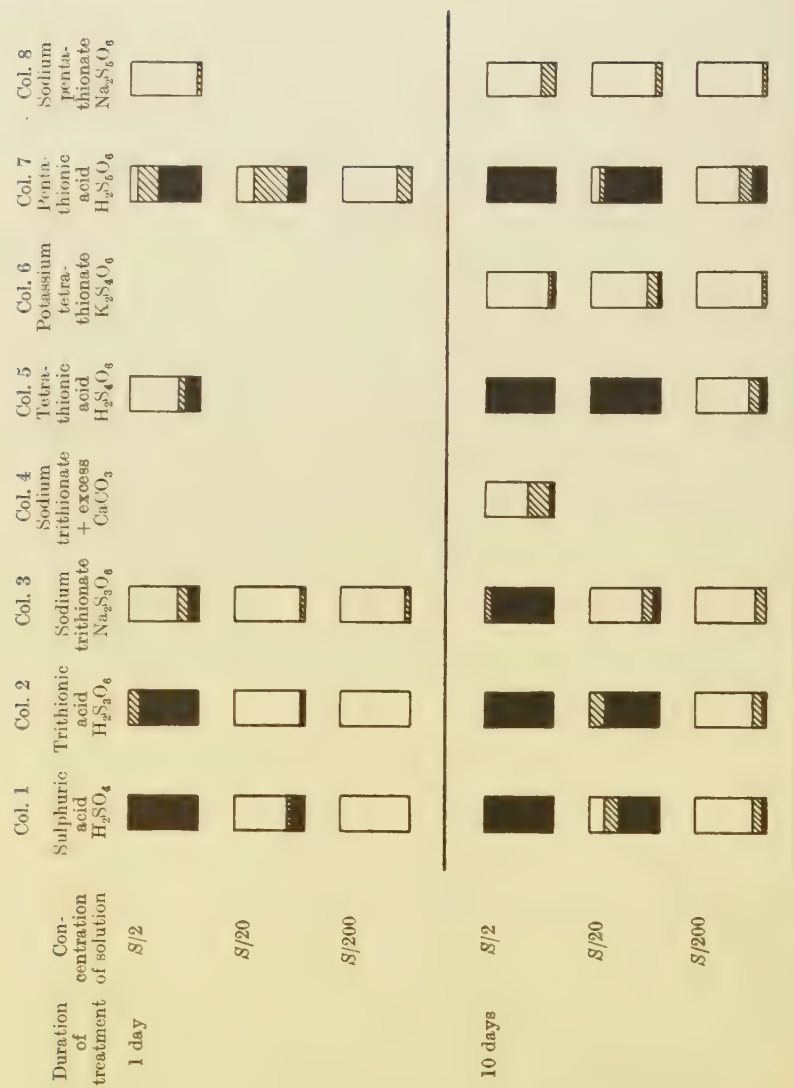 Duration
of
treatment
Con-
centration
of solution
Col. 1
Sulphuric
acid
H₂SO₄
Col. 2
Trithionic
acid
H₂S₃O₆
Col. 3
Sodium
trithionate
Na₂S₃O₆
Col. 4
Sodium
trithionate
+ excess
CaCO₃
Col. 5
Tetra-
thionic
acid
H₂S₄O₆
Col. 6
Potassium
tetra-
thionate
K₂S₄O₆
Col. 7
Penta-
thionic
acid
H₂S₅O₆
Col. 8
Sodium
penta-
thionate
Na₂S₅O₆
1 day
S/2
S/20
S/200
10 days
S/2
S/20
S/200